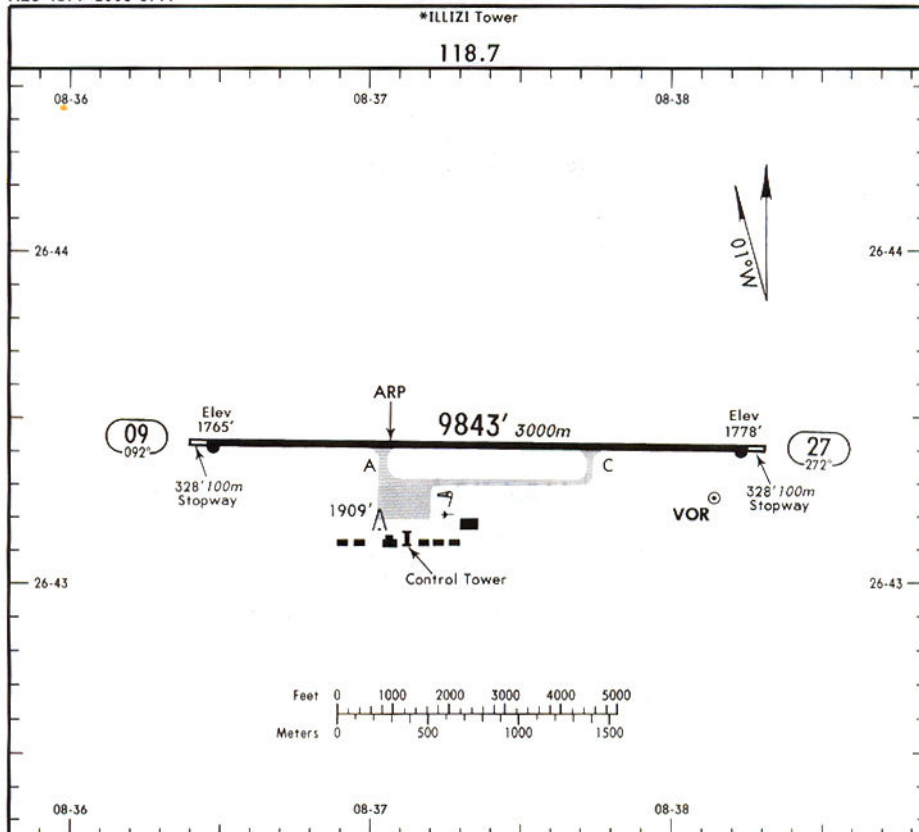 *ILLIZI Tower
118.7
08-36 08-37 08-38
01°W
26-44 26-44
ARP
Elev
1765'
9843' 3000m
Elev
1778'
09
092°
27
272°
A C
328' 100m
Stopway
328' 100m
Stopway
1909'
VOR
Control Tower
26-43 26-43
Feet 0 1000 2000 3000 4000 5000
Meters 0 500 1000 1500
08-36 08-37 08-38